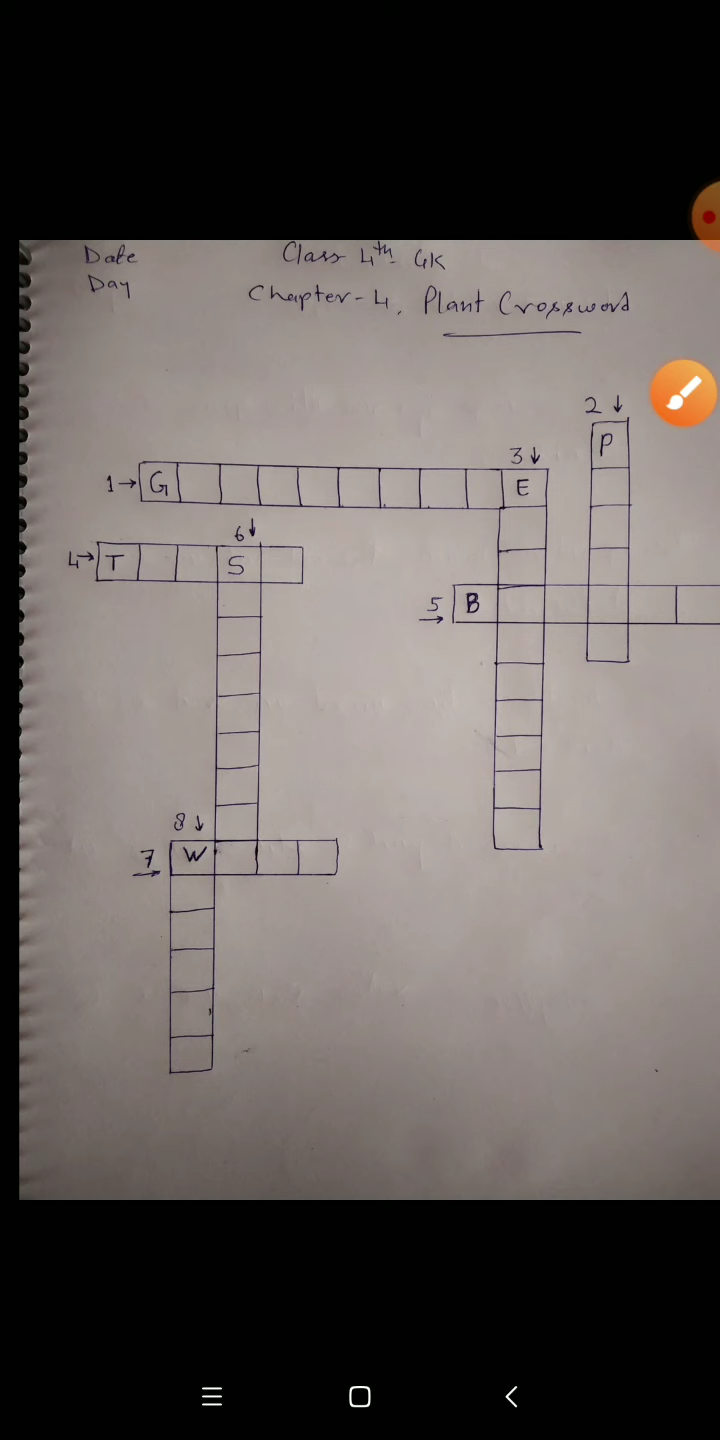 Date Class 4th GK
Day Chapter-4, Plant Crossword
2 ↓
P
3 ↓
1 → G E
6 ↓
4 → T S
5 → B
8 ↓
7 → W